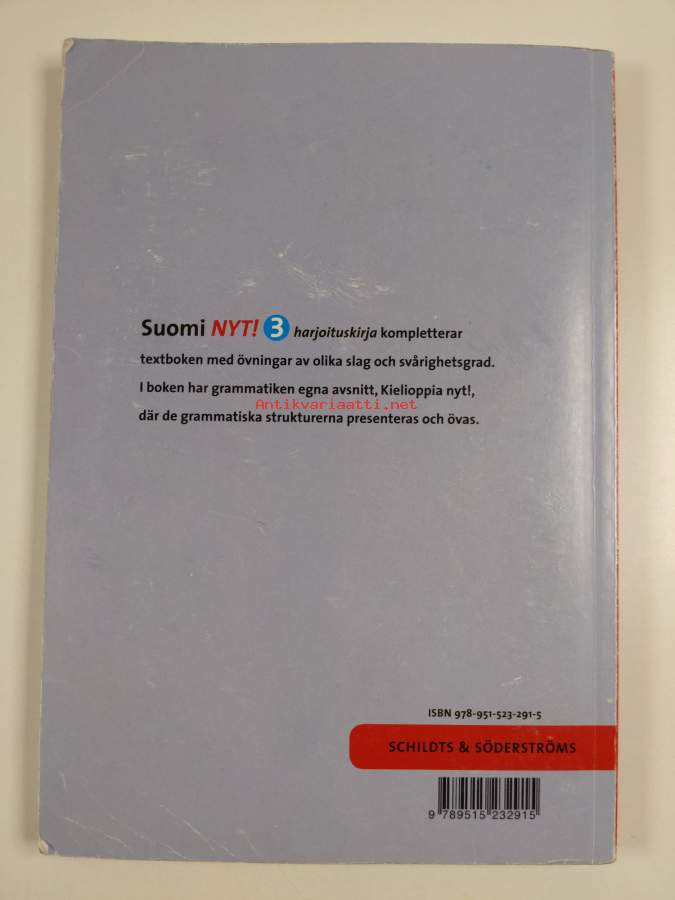 Suomi NYT! 3 harjoituskirja kompletterar
textboken med övningar av olika slag och svårighetsgrad.
I boken har grammatiken egna avsnitt, Kielioppia nyt!,
Antikvariaatti.net
där de grammatiska strukturerna presenteras och övas.
ISBN 978-951-523-291-5
SCHILDTS & SÖDERSTRÖMS
9 789515 232915